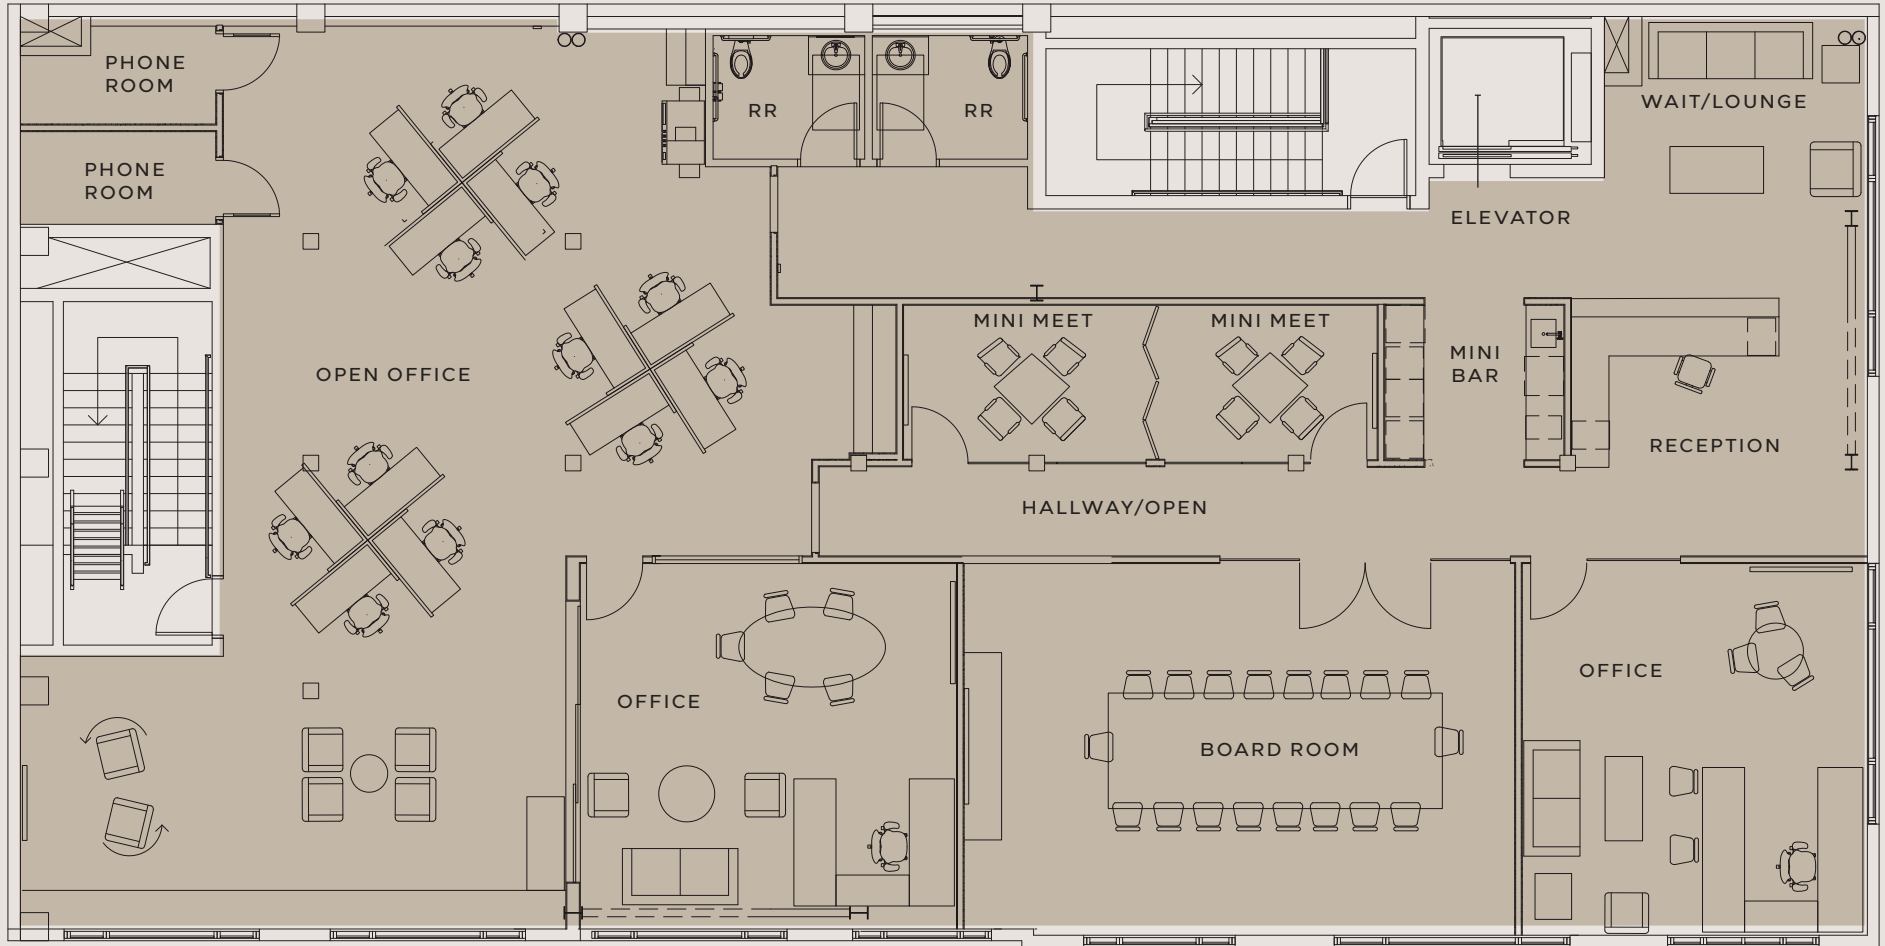 PHONE
ROOM
PHONE
ROOM
RR
RR
WAIT/LOUNGE
ELEVATOR
OPEN OFFICE
MINI MEET
MINI MEET
MINI
BAR
RECEPTION
HALLWAY/OPEN
OFFICE
BOARD ROOM
OFFICE